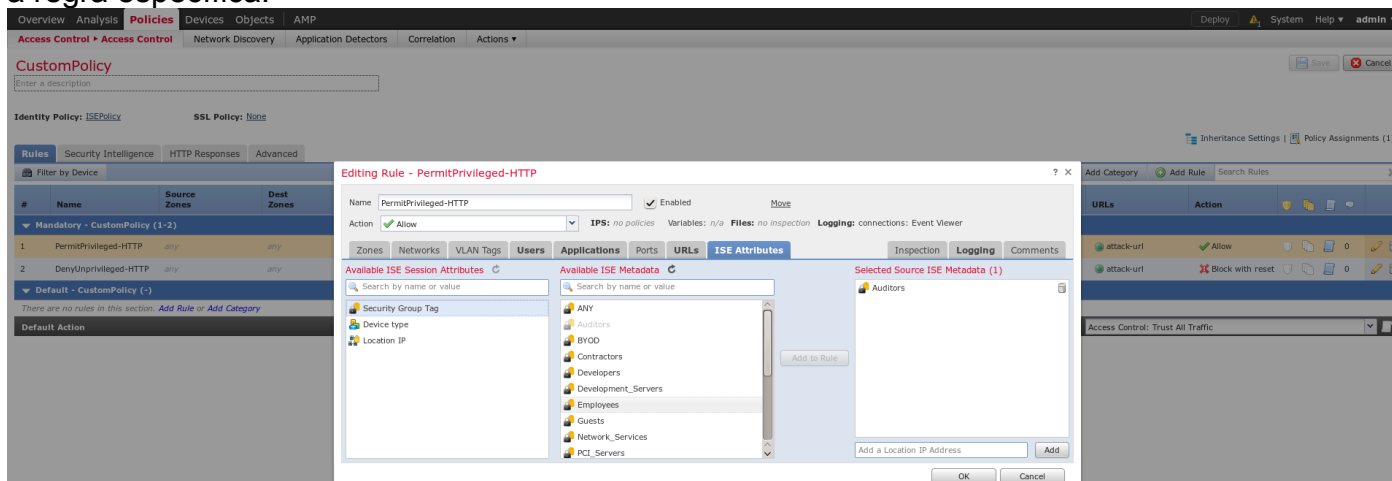 a regra específica.
Overview Analysis Policies Devices Objects AMP Deploy System Help admin
Access Control ▸ Access Control Network Discovery Application Detectors Correlation Actions
CustomPolicy Save Cancel
Enter a description
Identity Policy: ISEPolicy SSL Policy: None
Inheritance Settings | Policy Assignments (1
Rules Security Intelligence HTTP Responses Advanced
Filter by Device Add Category Add Rule Search Rules
# Name Source Zones Dest Zones URLs Action
Mandatory - CustomPolicy (1-2)
1 PermitPrivileged-HTTP any any attack-url Allow 0
2 DenyUnprivileged-HTTP any any attack-url Block with reset 0
Default - CustomPolicy (-)
There are no rules in this section. Add Rule or Add Category
Default Action Access Control: Trust All Traffic
Editing Rule - PermitPrivileged-HTTP ? X
Name PermitPrivileged-HTTP Enabled Move
Action Allow IPS: no policies Variables: n/a Files: no inspection Logging: connections: Event Viewer
Zones Networks VLAN Tags Users Applications Ports URLs ISE Attributes Inspection Logging Comments
Available ISE Session Attributes Available ISE Metadata Selected Source ISE Metadata (1)
Search by name or value Search by name or value Auditors
Security Group Tag ANY
Device type Auditors
Location IP BYOD
Contractors Add to Rule
Developers
Development_Servers
Employees
Guests
Network_Services
PCI_Servers Add a Location IP Address Add
OK Cancel